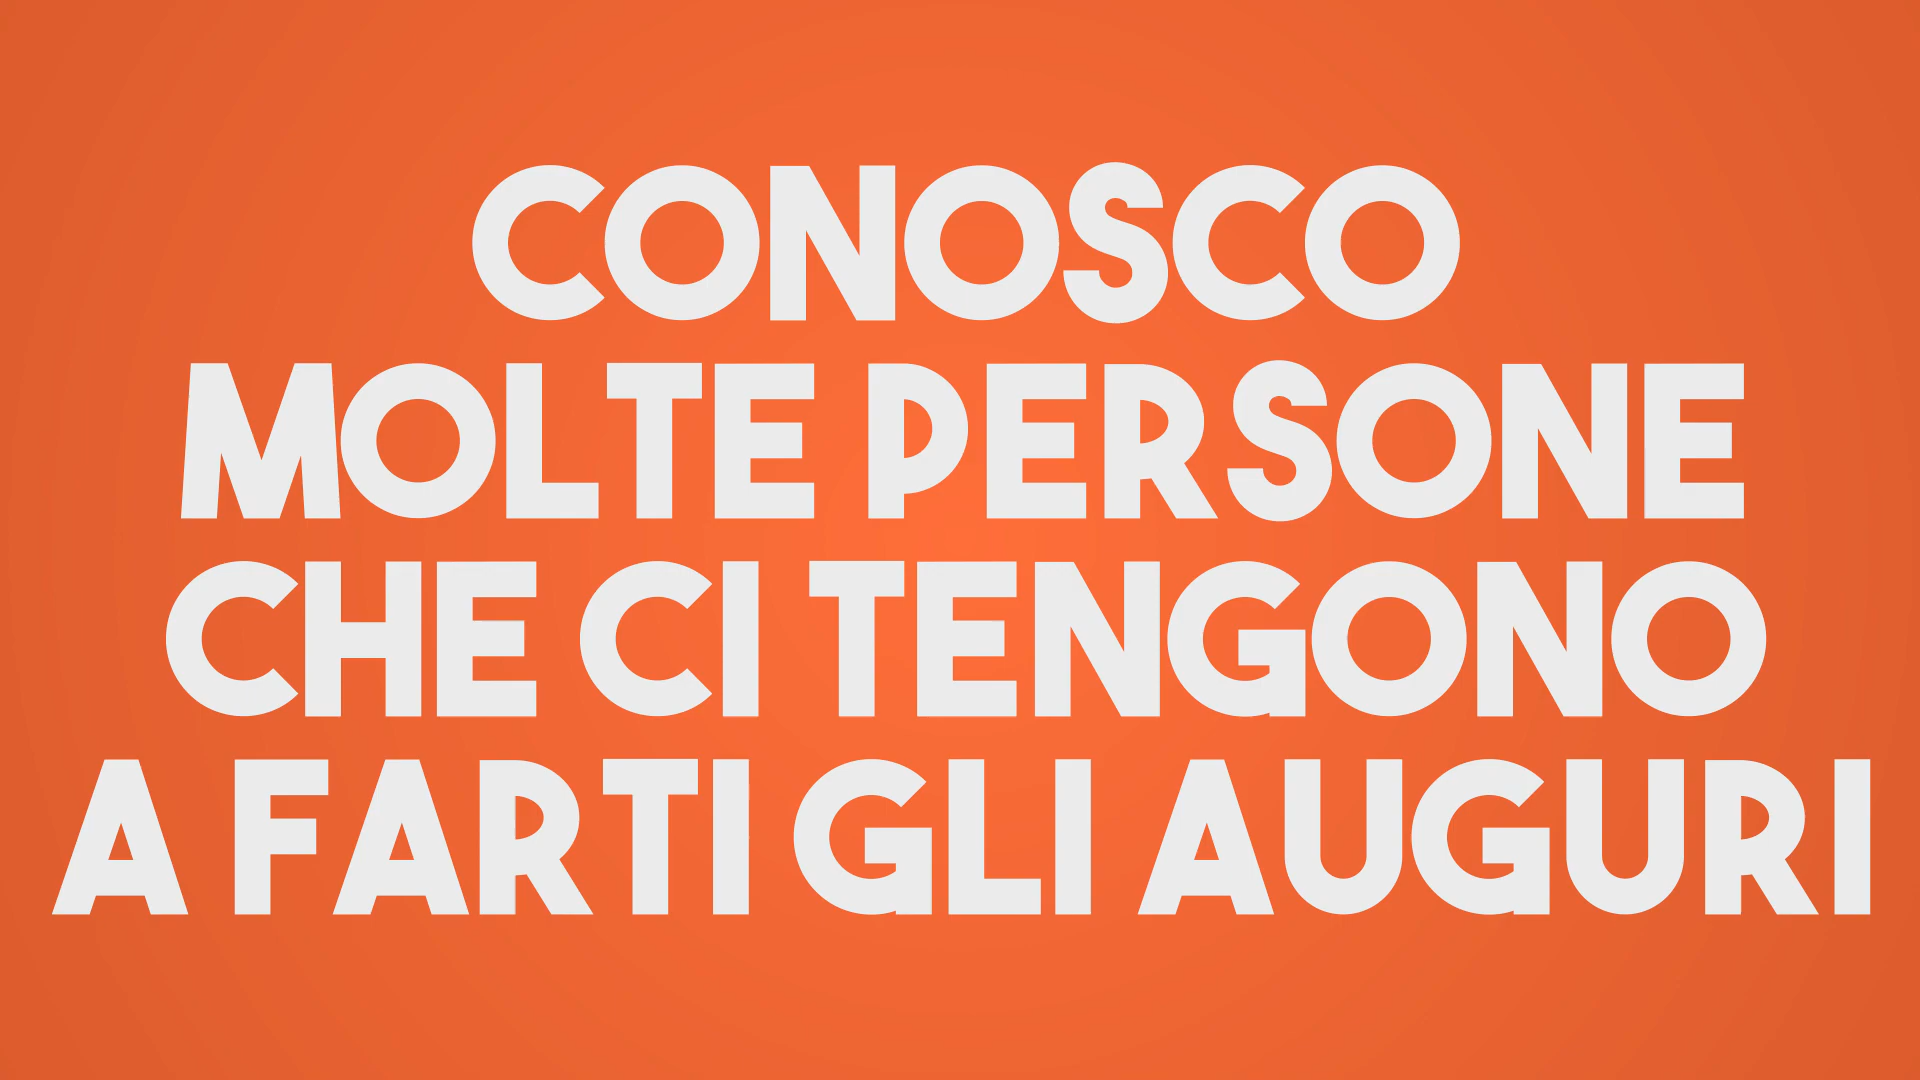 CONOSCO
MOLTE PERSONE
CHE CI TENGONO
A FARTI GLI AUGURI